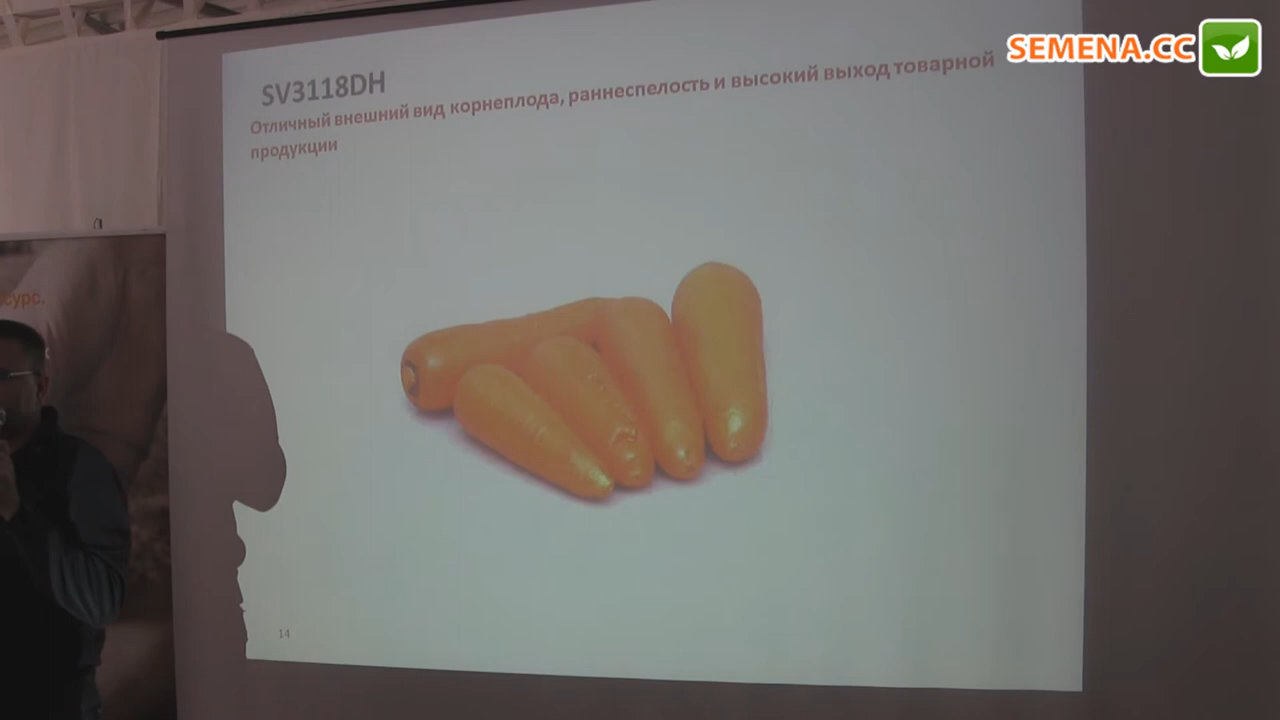 SEMENA.CC
SV3118DH
Отличный внешний вид корнеплода, раннеспелость и высокий выход товарной
продукции
сурс.
14